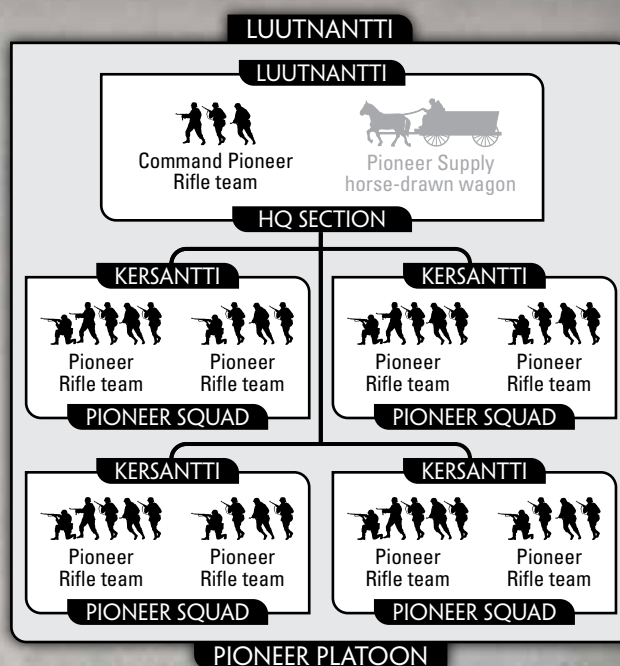 LUUTNANTTI
LUUTNANTTI
Command Pioneer
Rifle team
Pioneer Supply
horse-drawn wagon
HQ SECTION
KERSANTTI
Pioneer
Rifle team
Pioneer
Rifle team
PIONEER SQUAD
KERSANTTI
Pioneer
Rifle team
Pioneer
Rifle team
PIONEER SQUAD
KERSANTTI
Pioneer
Rifle team
Pioneer
Rifle team
PIONEER SQUAD
KERSANTTI
Pioneer
Rifle team
Pioneer
Rifle team
PIONEER SQUAD
PIONEER PLATOON